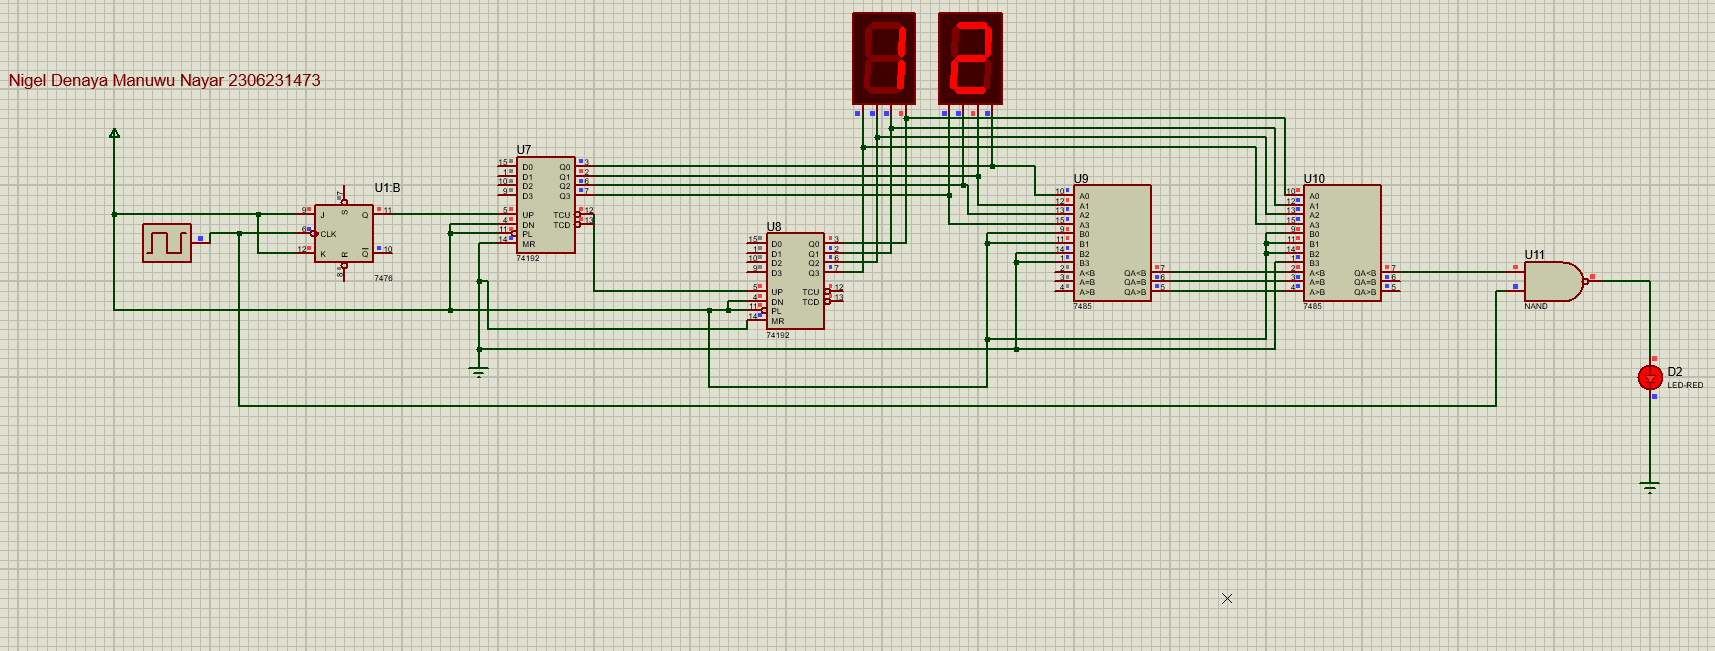 12
Nigel Denaya Manuwu Nayar 2306231473
U7
15 D0 Q0 3
1 D1 Q1 2
10 D2 Q2 6
9 D3 Q3 7
5 UP TCU 12
4 DN TCD 13
11 PL
14 MR
74192
U1:B
7
S
9 J Q 11
6 CLK
12 K Q 10
R
8
7476
U8
15 D0 Q0 3
1 D1 Q1 2
10 D2 Q2 6
9 D3 Q3 7
5 UP TCU 12
4 DN TCD 13
11 PL
14 MR
74192
U9
10 A0
12 A1
13 A2
15 A3
9 B0
11 B1
14 B2
1 B3
2 A<B QA<B 7
3 A=B QA=B 6
4 A>B QA>B 5
7485
U10
10 A0
12 A1
13 A2
15 A3
9 B0
11 B1
14 B2
1 B3
2 A<B QA<B 7
3 A=B QA=B 6
4 A>B QA>B 5
7485
U11
NAND
D2
LED-RED